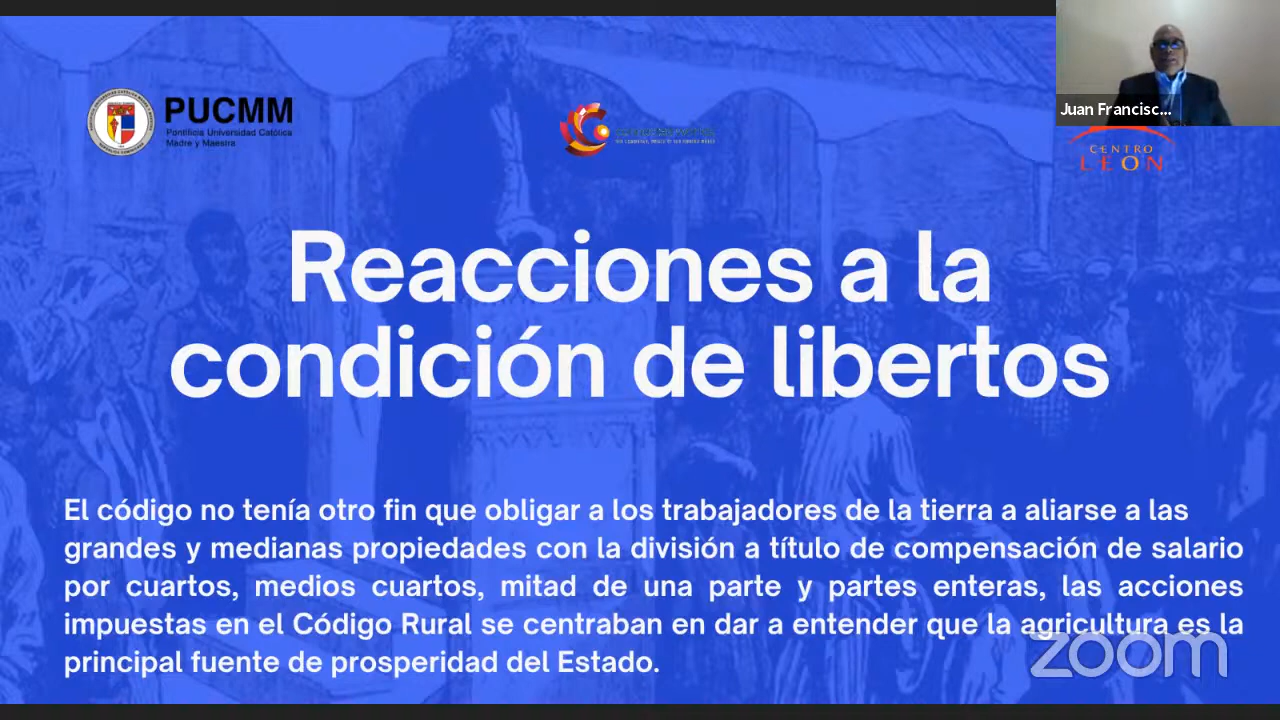 PUCMM
Pontificia Universidad Católica
Madre y Maestra
Juan Francisc...
CENTRO
LEÓN
Reacciones a la
condición de libertos
El código no tenía otro fin que obligar a los trabajadores de la tierra a aliarse a las
grandes y medianas propiedades con la división a título de compensación de salario
por cuartos, medios cuartos, mitad de una parte y partes enteras, las acciones
impuestas en el Código Rural se centraban en dar a entender que la agricultura es la
principal fuente de prosperidad del Estado.
zoom